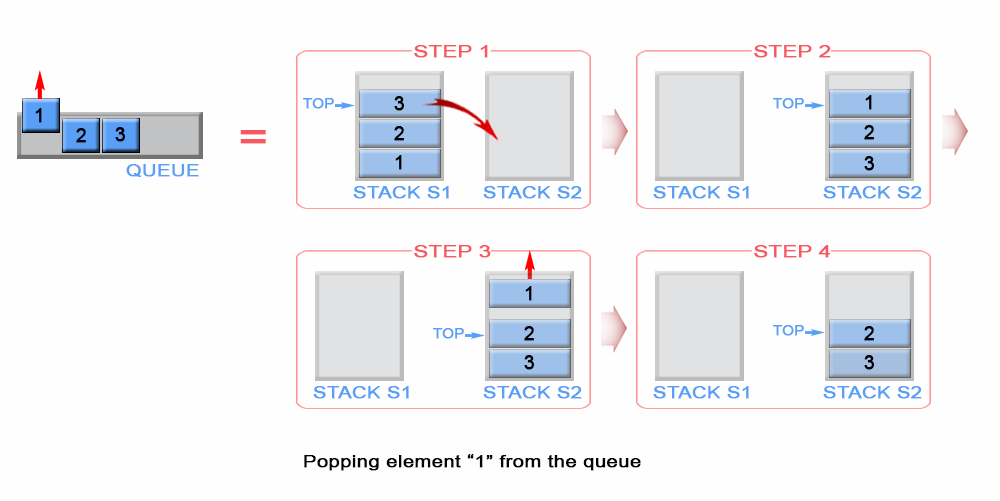 1
2 3
QUEUE
=
STEP 1
TOP
3
2
1
STACK S1
STACK S2
STEP 2
TOP
1
2
3
STACK S1
STACK S2
STEP 3
1
TOP
2
3
STACK S1
STACK S2
STEP 4
TOP
2
3
STACK S1
STACK S2
Popping element “1” from the queue